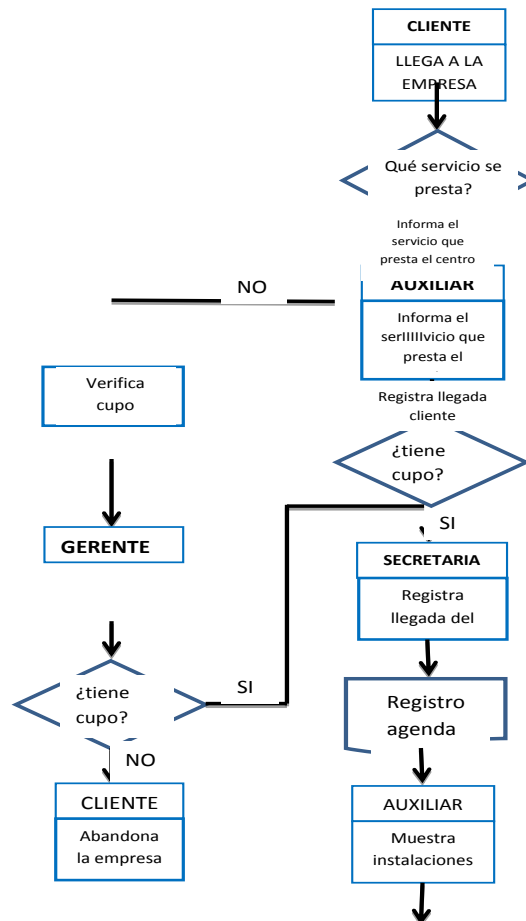 CLIENTE
LLEGA A LA
EMPRESA
Qué servicio se
presta?
Informa el
servicio que
presta el centro
NO
AUXILIAR
Informa el
serIIIIIvicio que
presta el
Verifica
cupo
Registra llegada
cliente
¿tiene
cupo?
SI
GERENTE
SECRETARIA
Registra
llegada del
¿tiene
cupo?
SI
Registro
agenda
NO
CLIENTE
Abandona
la empresa
AUXILIAR
Muestra
instalaciones